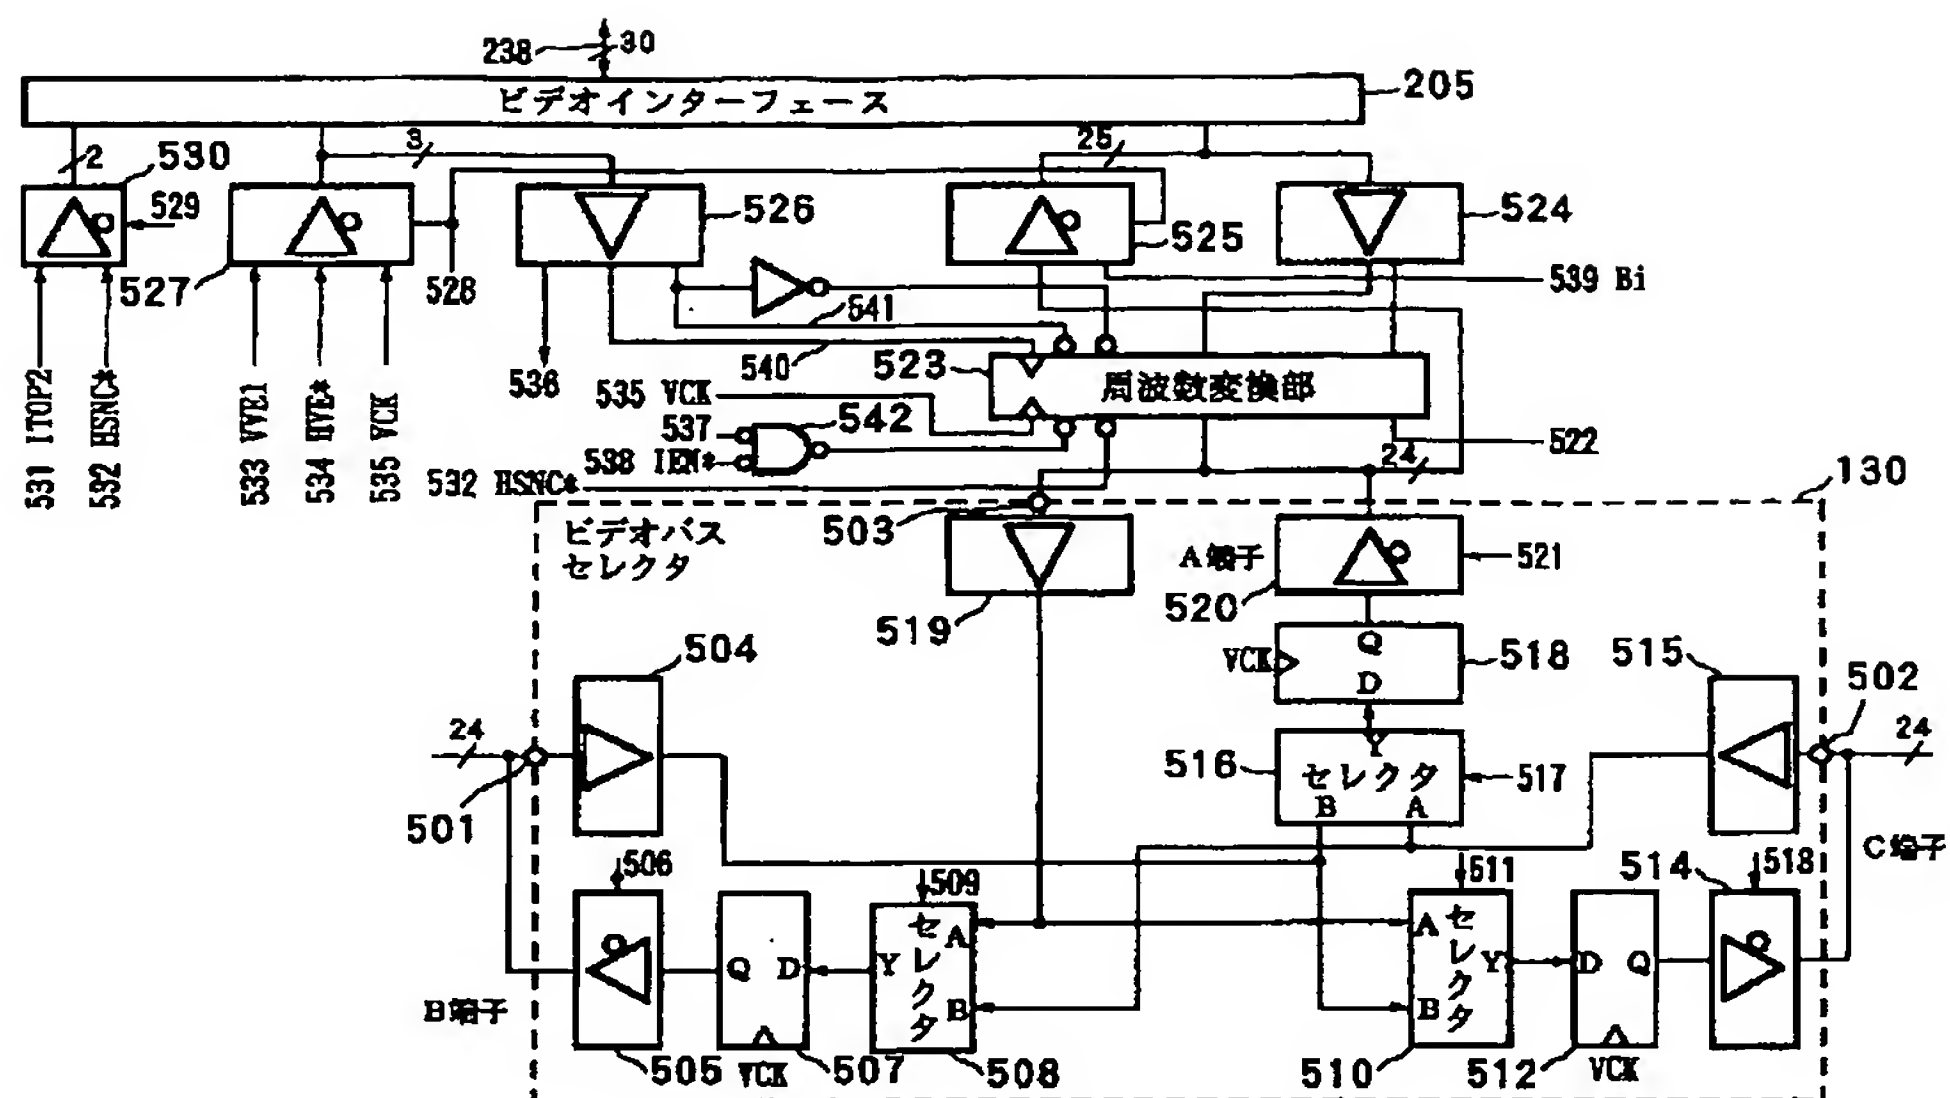 238
30
ビデオインターフェース
205
2
530
3
25
529
526
525
524
527
528
539 Bi
541
540
536
523
周波数変換部
535 VCK
537
542
538 IEN*
532 HSNC*
522
24
531 ITOP2
532 HSNC*
533 VVE1
534 HVE*
535 VCK
130
503
ビデオバス
セレクタ
A端子
521
519
520
504
VCK
Q
D
518
515
502
24
24
516
Y
セレクタ
B
A
517
501
C端子
506
509
511
514
518
セレクタ
A
B
Y
Q
D
A
B
セレクタ
Y
D
Q
B端子
505
VCK
507
508
510
512
VCK